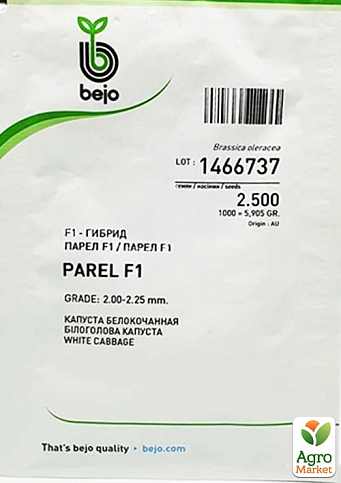 bejo
Brassica oleracea
LOT : 1466737
семян / насіння / seeds
2.500
1000 = 5,905 GR.
Origin : AU
F1 - ГИБРИД
ПАРЕЛ F1 / ПАРЕЛ F1
PAREL F1
GRADE: 2.00-2.25 mm.
КАПУСТА БЕЛОКОЧАННАЯ
БІЛОГОЛОВА КАПУСТА
WHITE CABBAGE
That's bejo quality • bejo.com
Agro
Market